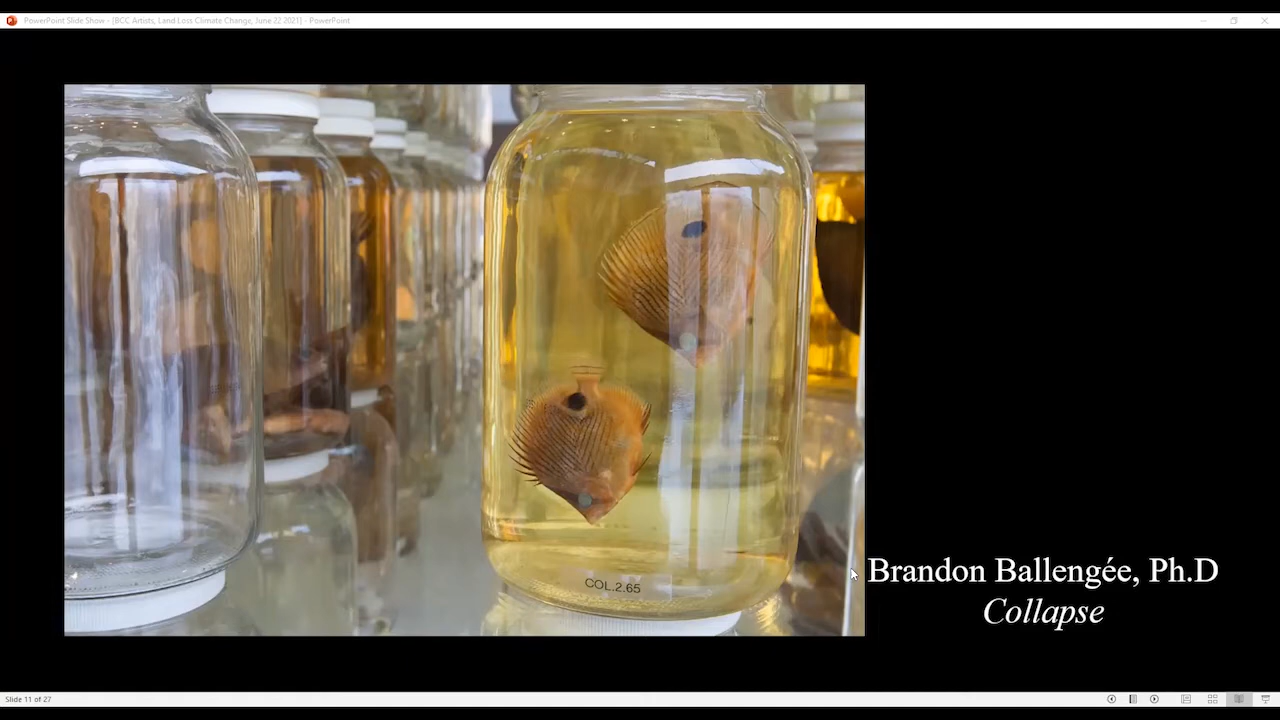 PowerPoint Slide Show - [BCC Artists, Land Loss Climate Change, June 22 2021] - PowerPoint
COL.2.65
Brandon Ballengée, Ph.D
Collapse
Slide 11 of 27